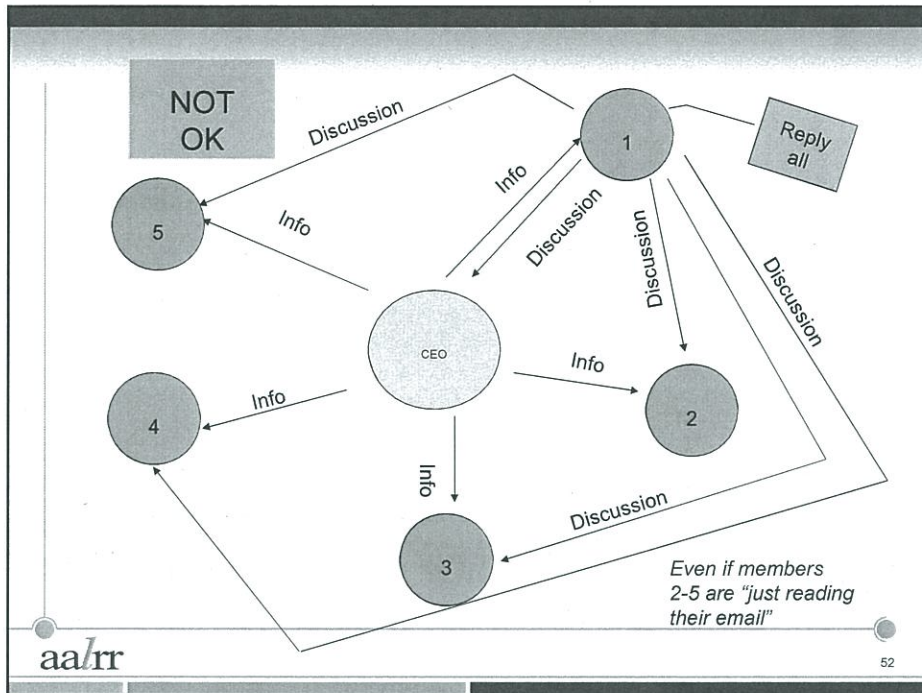 NOT
OK
Discussion
1
Reply
all
Info
Discussion
Discussion
Discussion
5
Info
CEO
Info
2
Info
4
Info
Discussion
3
Even if members
2-5 are “just reading
their email”
aalrr
52